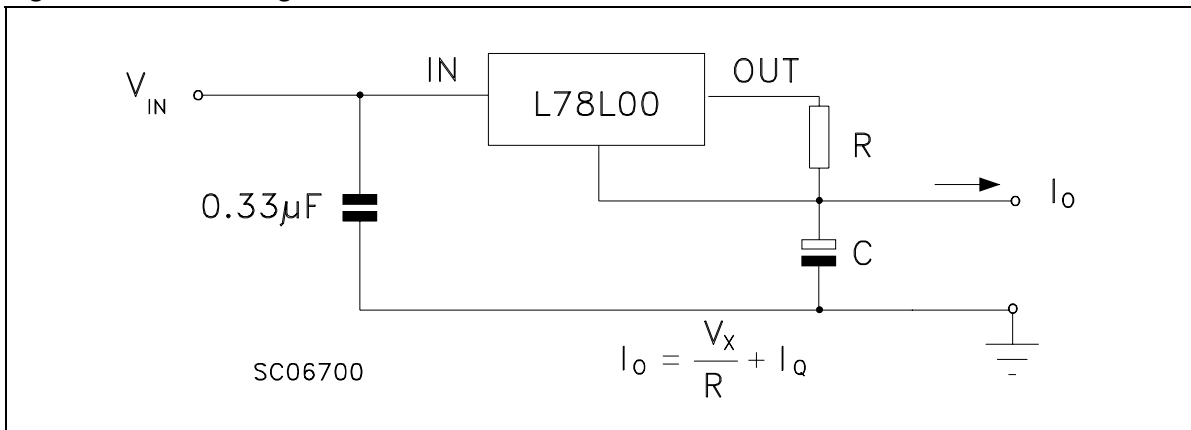 IN
OUT
V_IN
L78L00
R
I_O
0.33µF
C
I_O = V_X / R + I_Q
SC06700